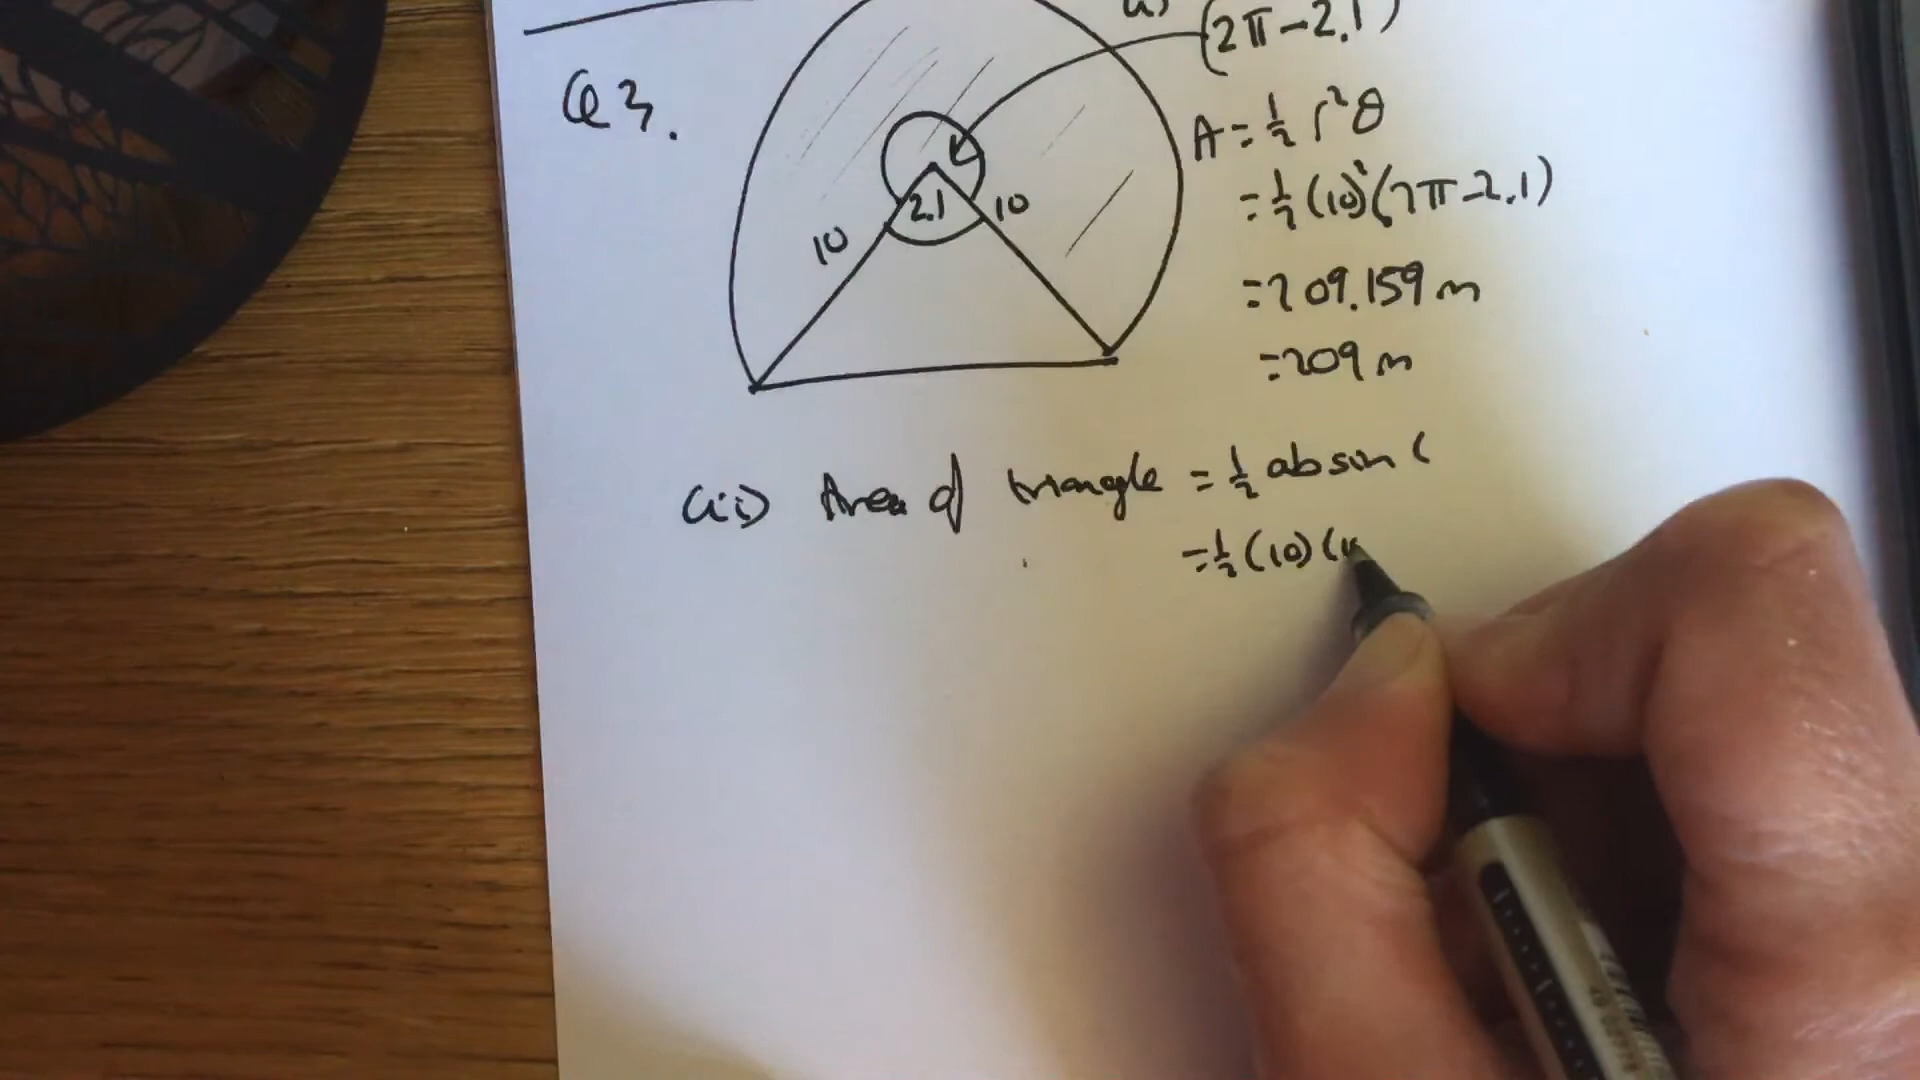 (2π-2.1)
Q3.
A = ½ r²θ
2.1
10
10
= ½ (10)²(2π-2.1)
= 209.159 m
= 209 m
(ii) Area of triangle = ½ ab sin C
= ½ (10) (1